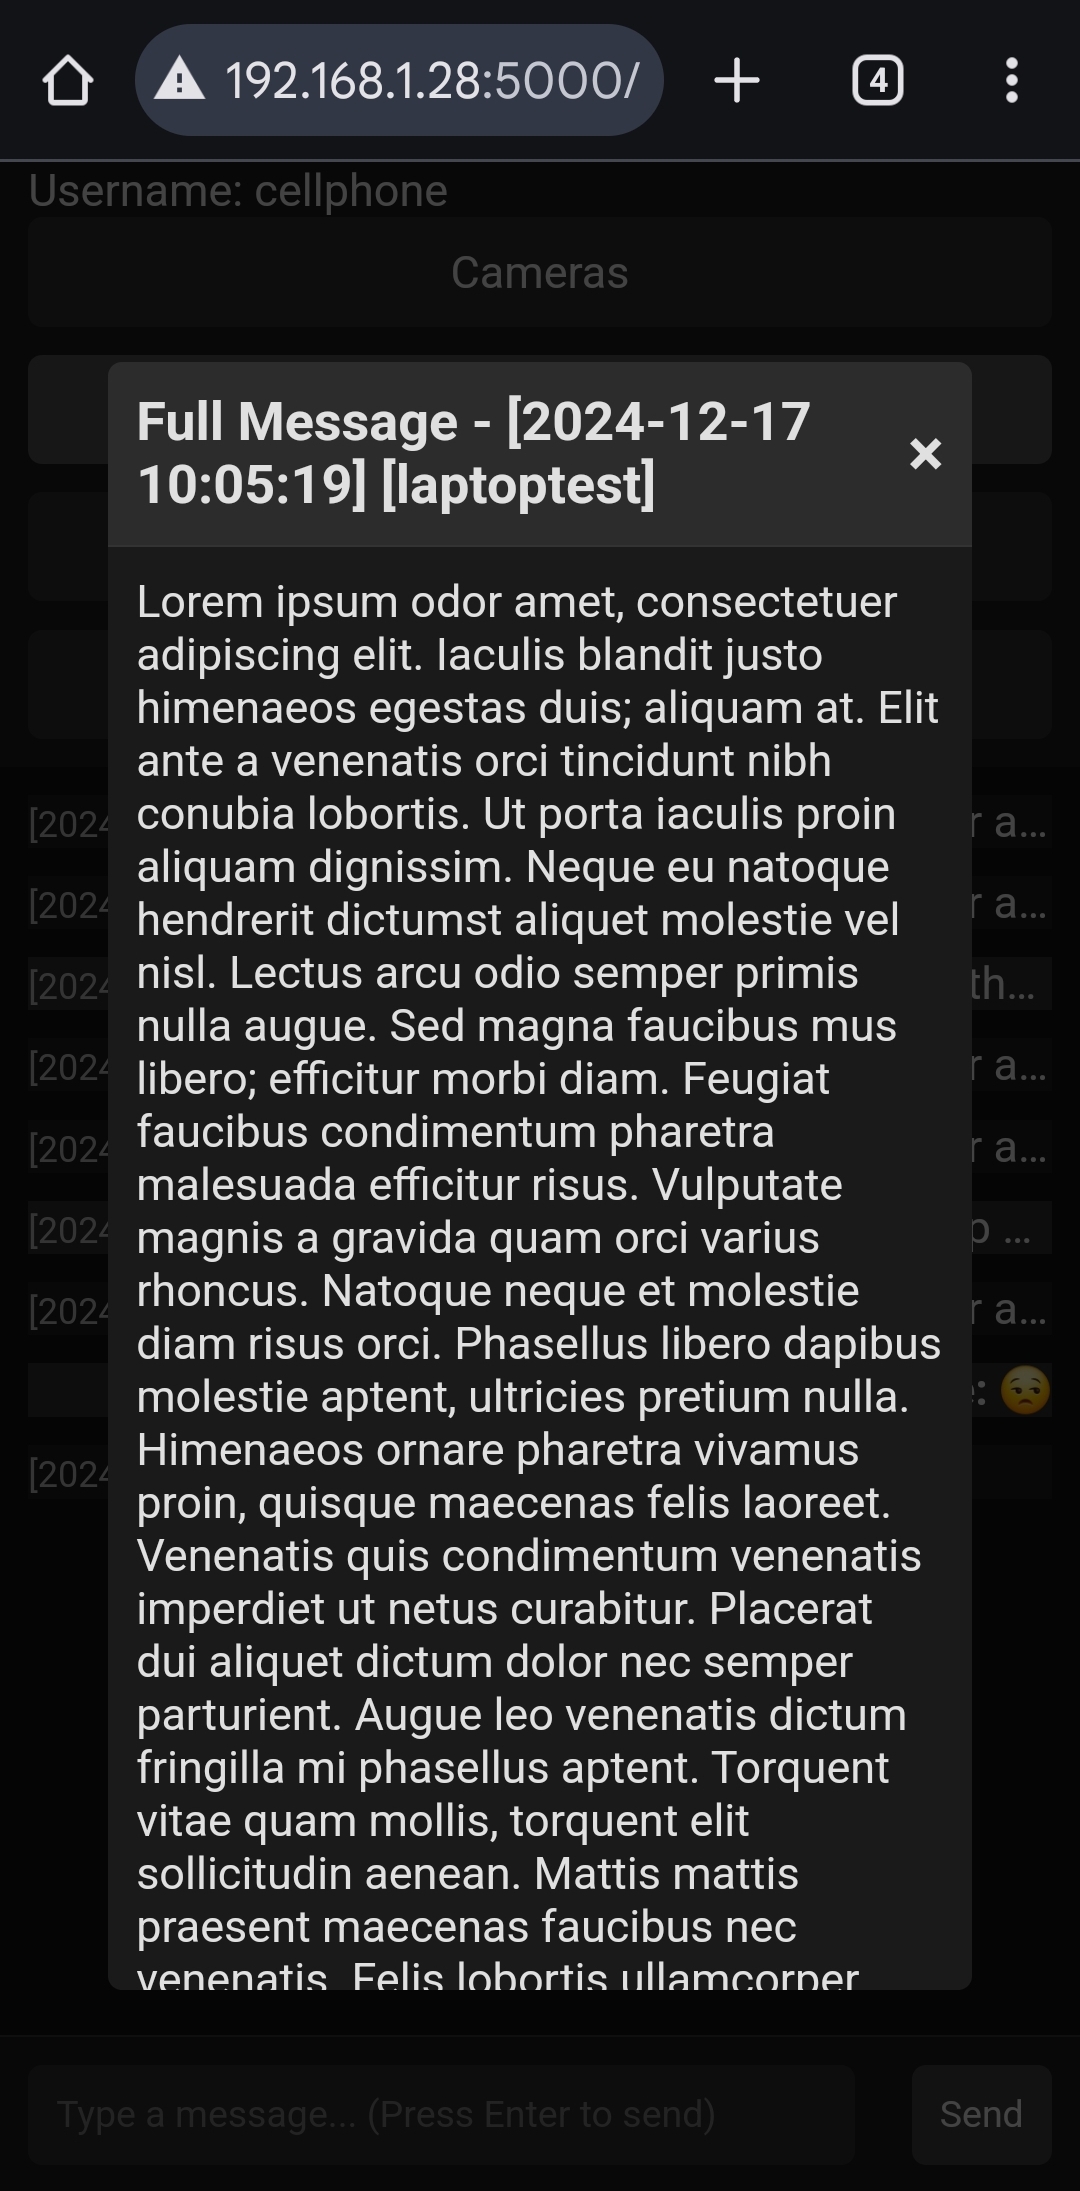 192.168.1.28:5000/
4
Username: cellphone
Cameras
Full Message - [2024-12-17
10:05:19] [laptoptest]
×
Lorem ipsum odor amet, consectetuer
adipiscing elit. Iaculis blandit justo
himenaeos egestas duis; aliquam at. Elit
ante a venenatis orci tincidunt nibh
conubia lobortis. Ut porta iaculis proin
aliquam dignissim. Neque eu natoque
hendrerit dictumst aliquet molestie vel
nisl. Lectus arcu odio semper primis
nulla augue. Sed magna faucibus mus
libero; efficitur morbi diam. Feugiat
faucibus condimentum pharetra
malesuada efficitur risus. Vulputate
magnis a gravida quam orci varius
rhoncus. Natoque neque et molestie
diam risus orci. Phasellus libero dapibus
molestie aptent, ultricies pretium nulla.
Himenaeos ornare pharetra vivamus
proin, quisque maecenas felis laoreet.
Venenatis quis condimentum venenatis
imperdiet ut netus curabitur. Placerat
dui aliquet dictum dolor nec semper
parturient. Augue leo venenatis dictum
fringilla mi phasellus aptent. Torquent
vitae quam mollis, torquent elit
sollicitudin aenean. Mattis mattis
praesent maecenas faucibus nec
venenatis. Felis lobortis ullamcorper
[2024 r a...
[2024 r a...
[2024 th...
[2024 r a...
[2024 r a...
[2024 p ...
[2024 r a...
e: 😒
[2024
Type a message... (Press Enter to send)
Send